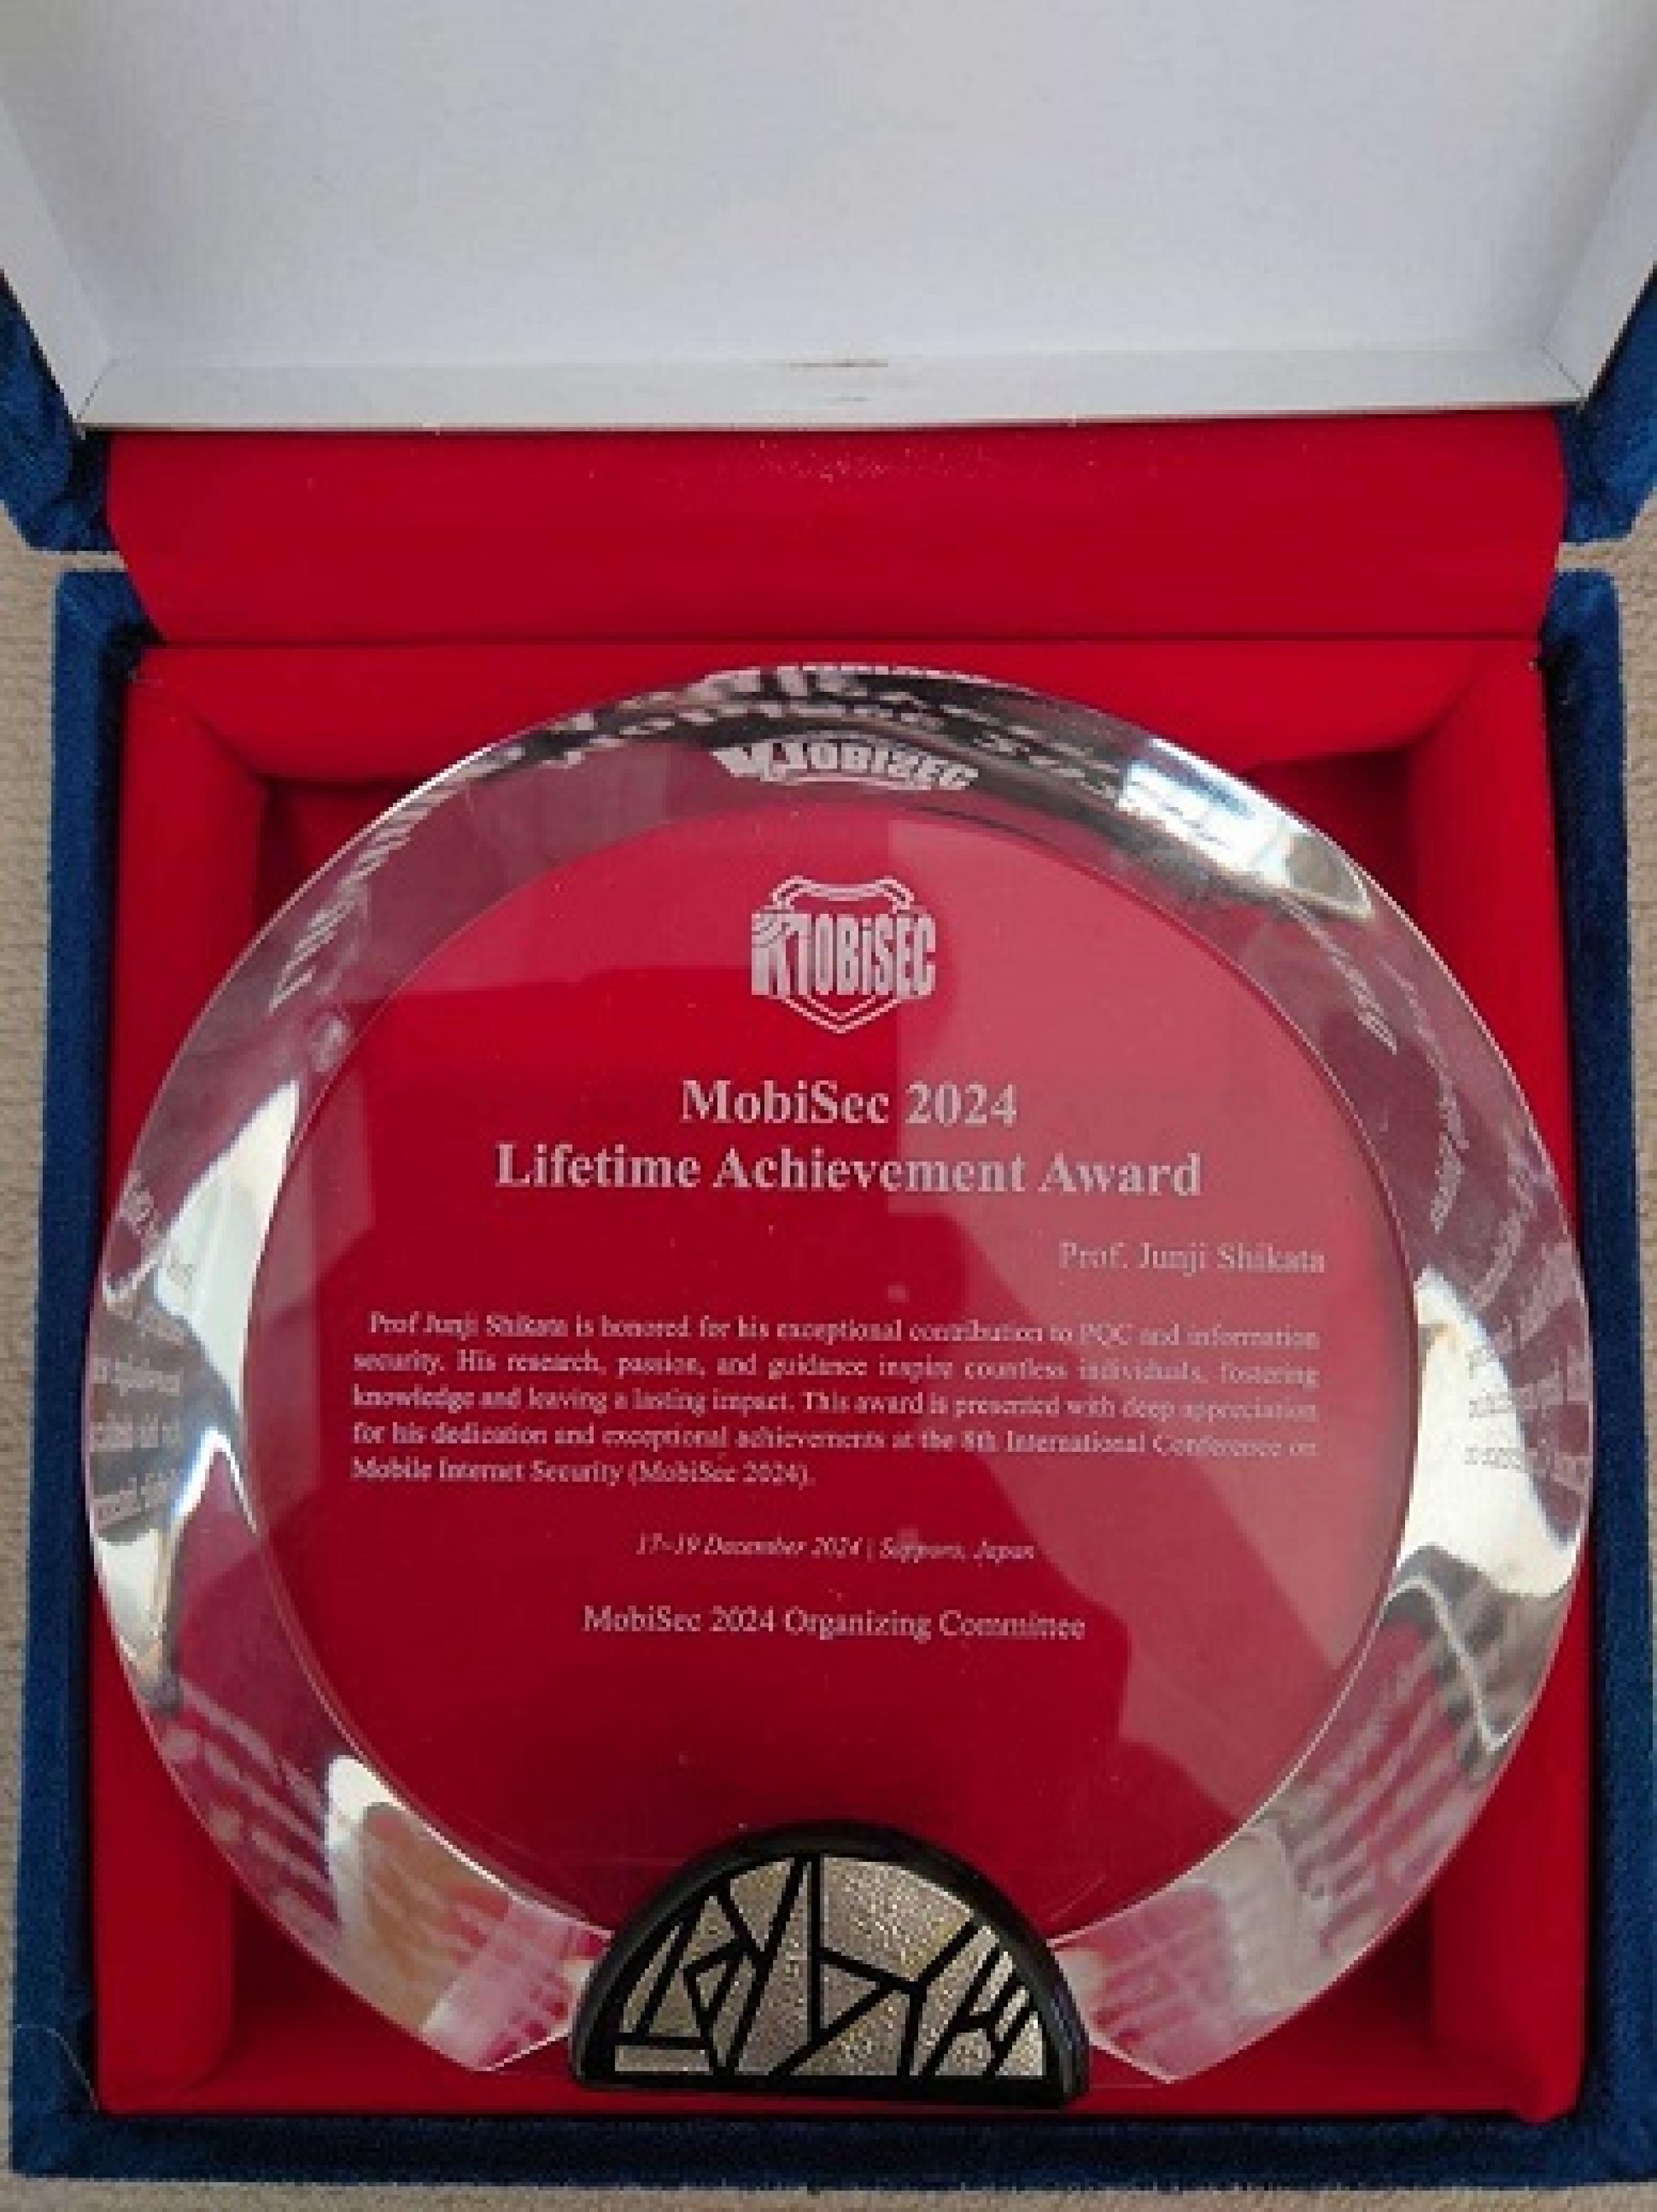 MOBISEC
MobiSec 2024
Lifetime Achievement Award
Prof. Junji Shikata
Prof Junji Shikata is honored for his exceptional contribution to PQC and information
security. His research, passion, and guidance inspire countless individuals, fostering
knowledge and leaving a lasting impact. This award is presented with deep appreciation
for his dedication and exceptional achievements at the 8th International Conference on
Mobile Internet Security (MobiSec 2024).
17-19 December 2024 | Sapporo, Japan
MobiSec 2024 Organizing Committee